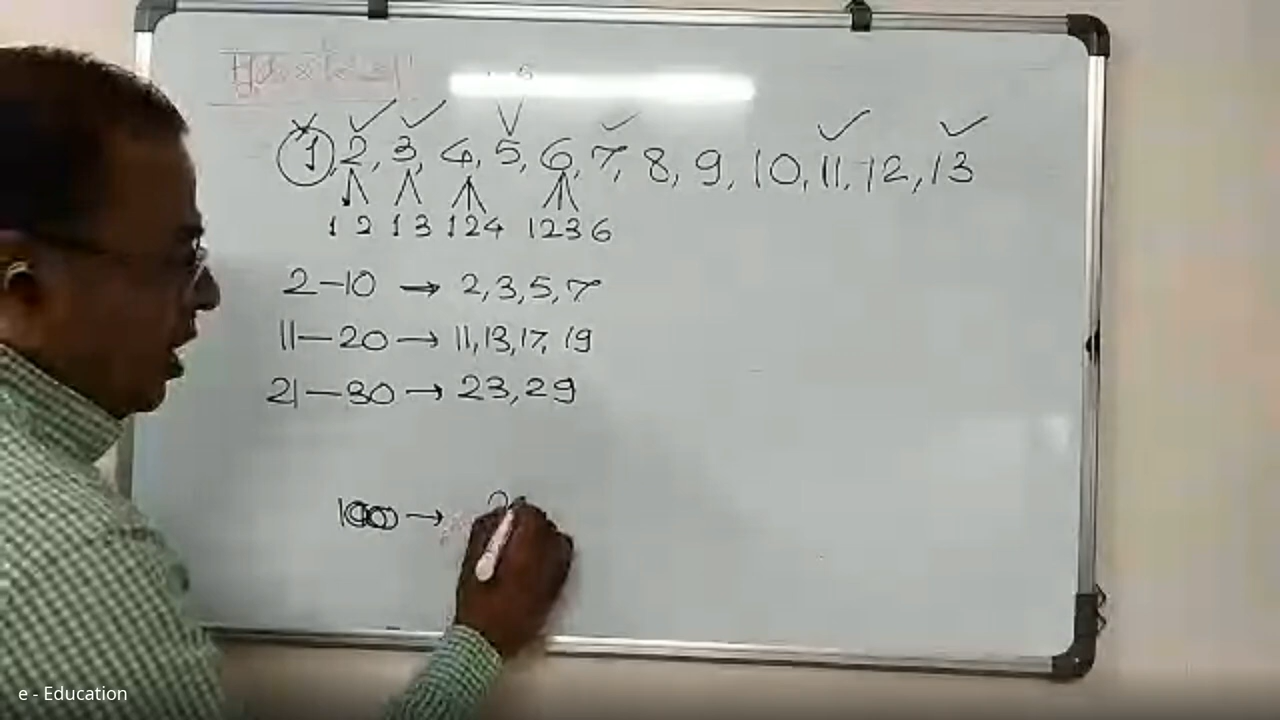 1, 2, 3, 4, 5, 6, 7, 8, 9, 10, 11, 12, 13
1 2 1 3 1 2 4 1 2 3 6
2-10 → 2, 3, 5, 7
11-20 → 11, 13, 17, 19
21-30 → 23, 29
→
e - Education